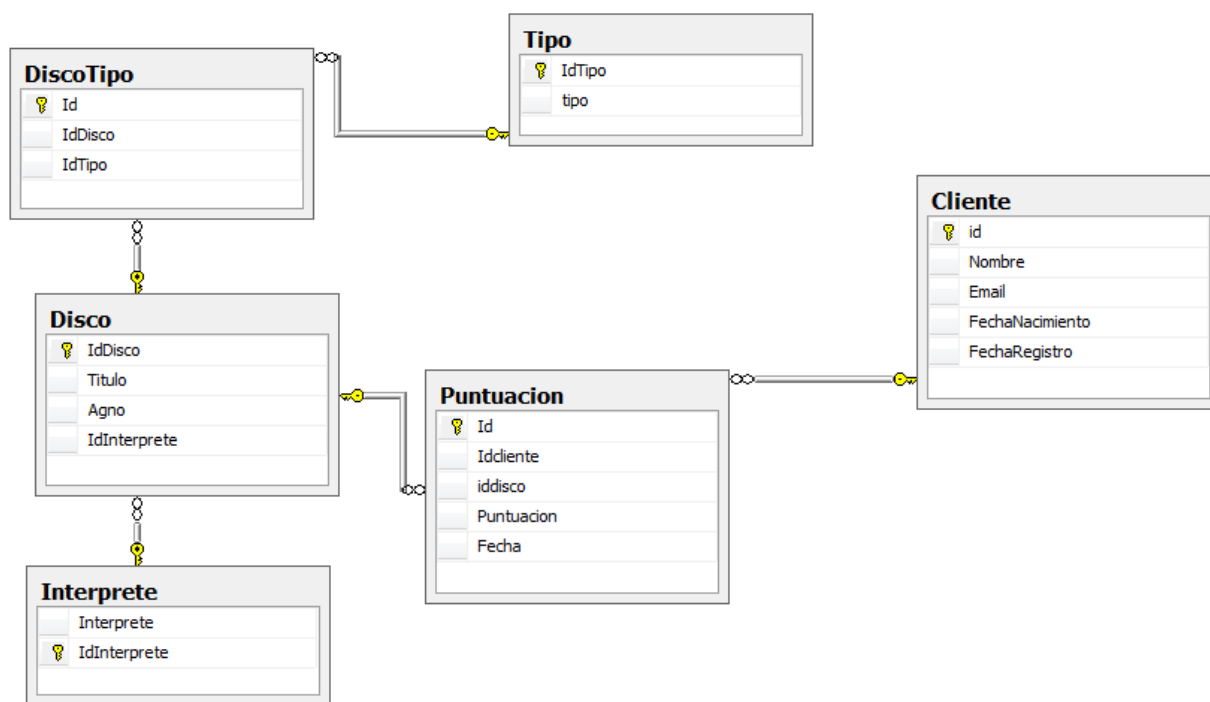 DiscoTipo
Id
IdDisco
IdTipo
Tipo
IdTipo
tipo
Cliente
id
Nombre
Email
FechaNacimiento
FechaRegistro
Disco
IdDisco
Titulo
Agno
IdInterprete
Puntuacion
Id
Idcliente
iddisco
Puntuacion
Fecha
Interprete
Interprete
IdInterprete